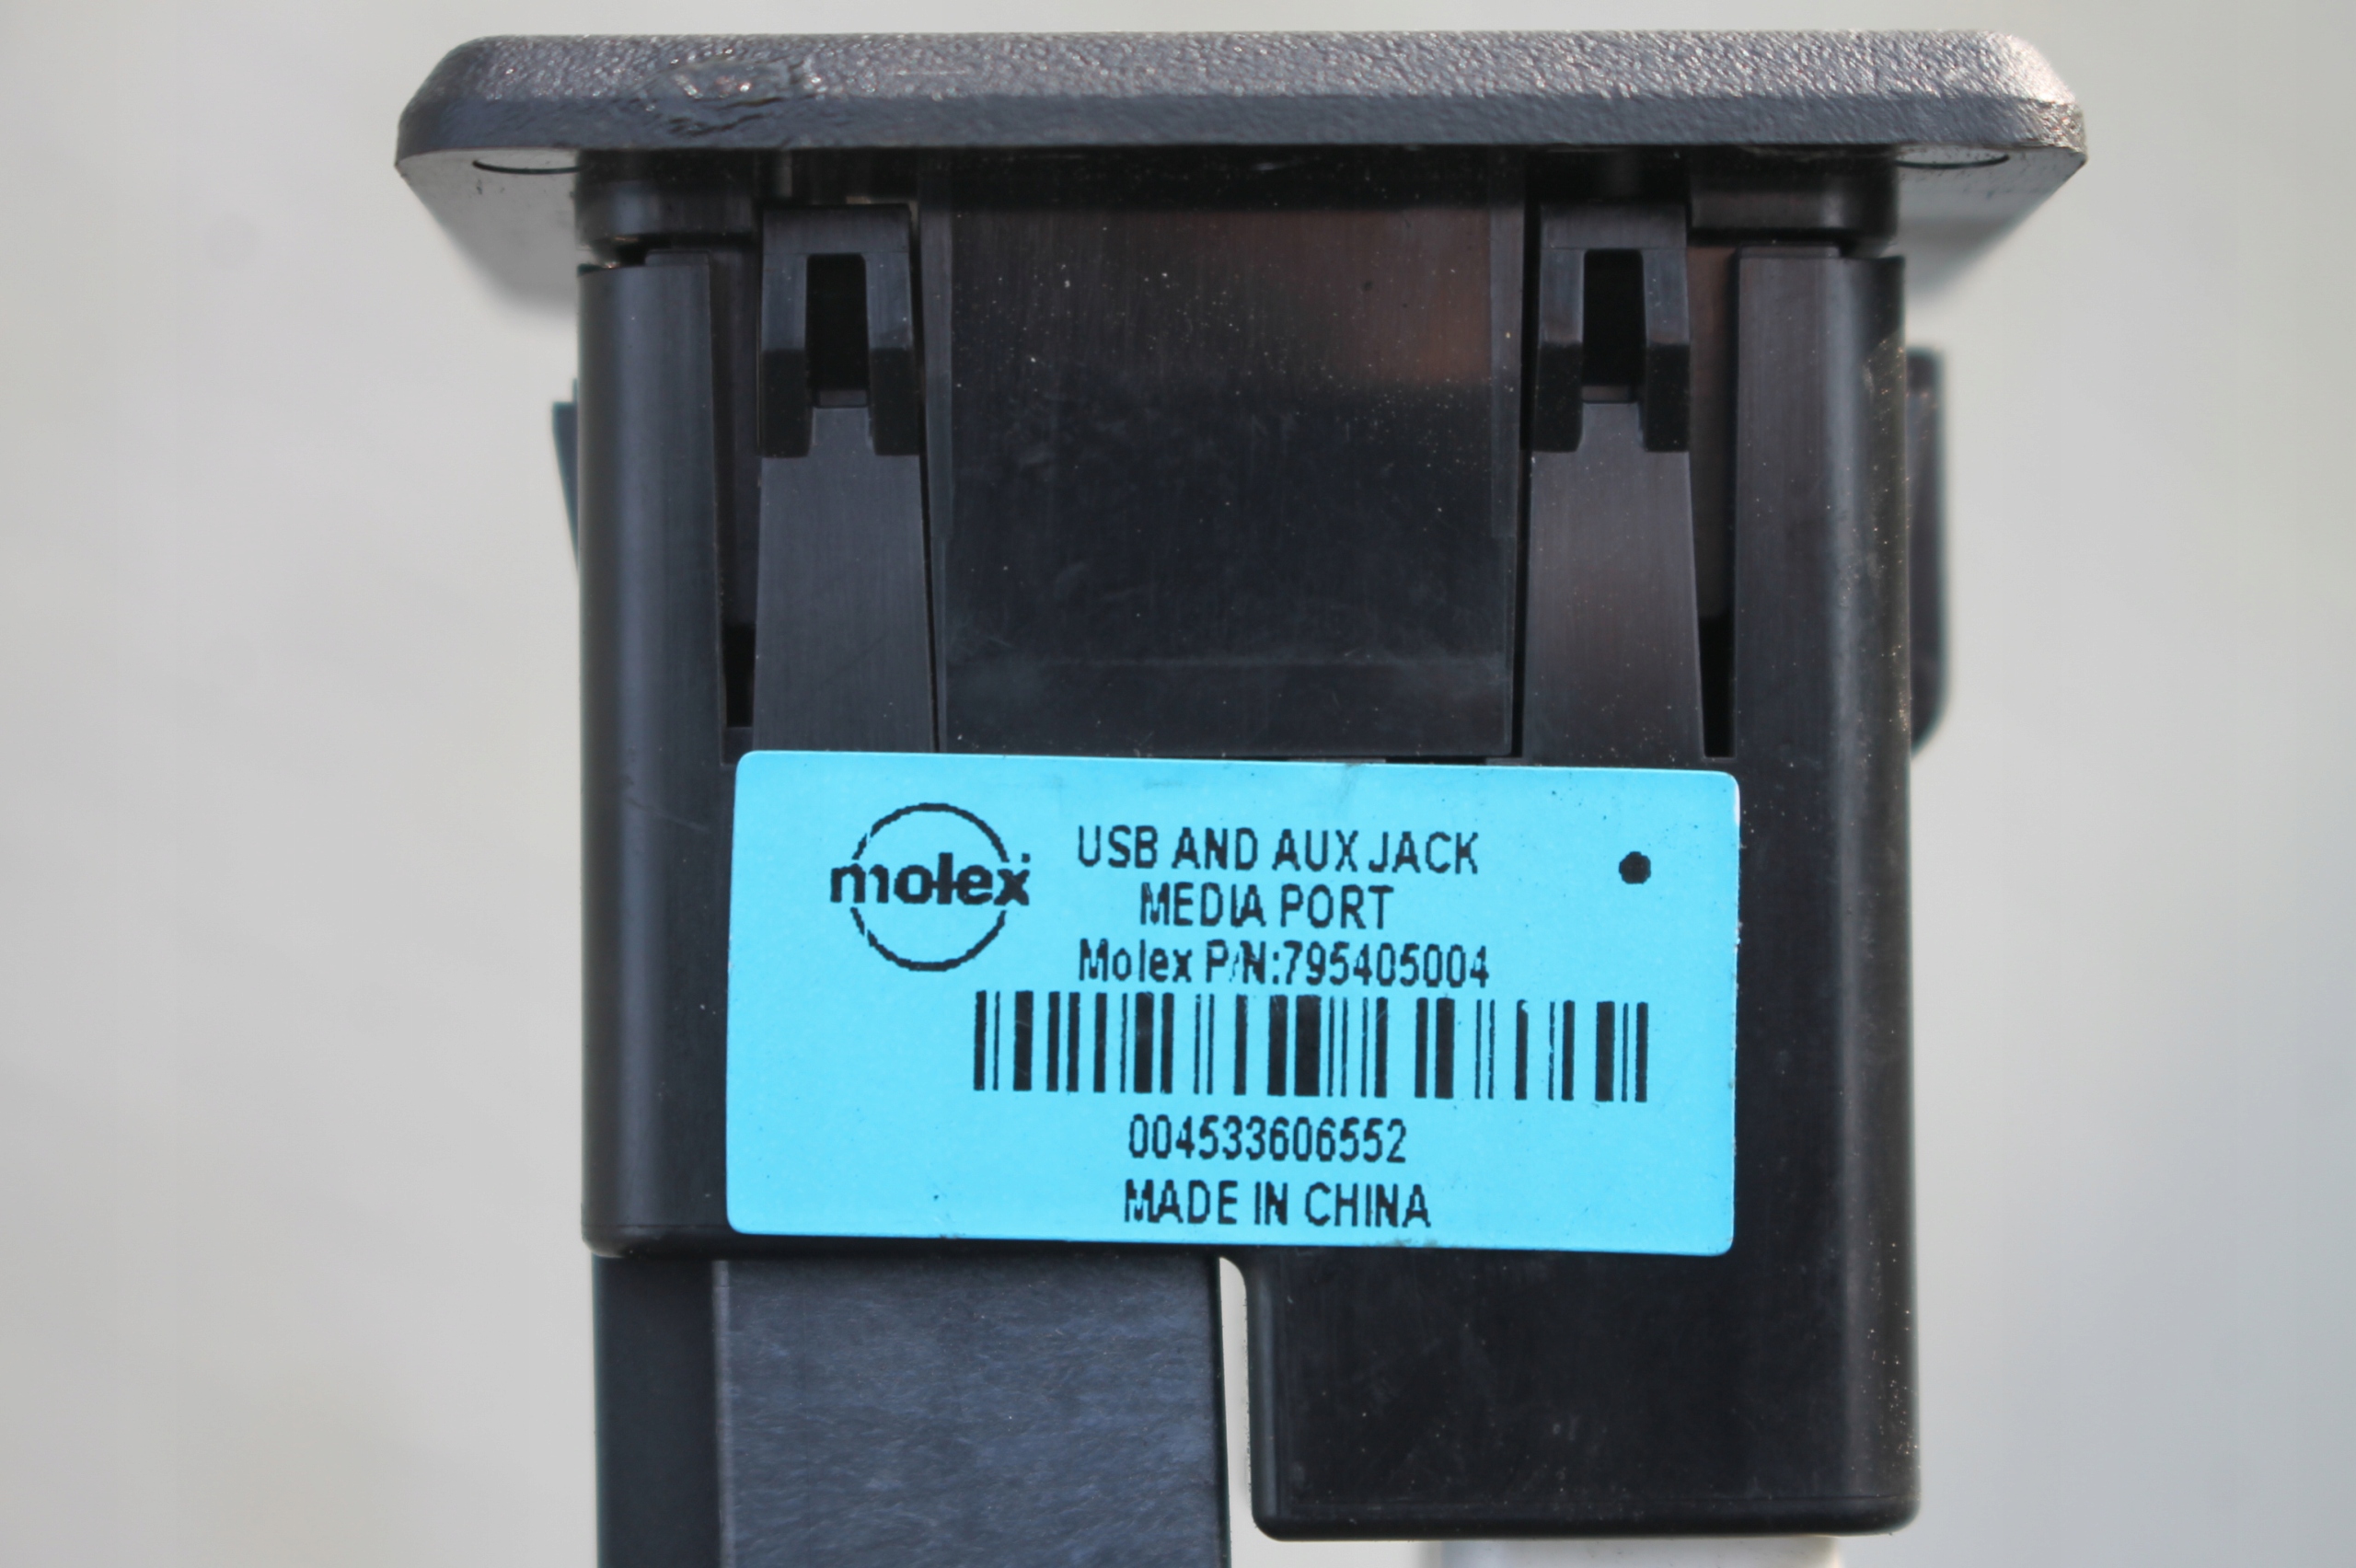 molex
USB AND AUX JACK
MEDIA PORT
Molex P/N:795405004
004533606552
MADE IN CHINA